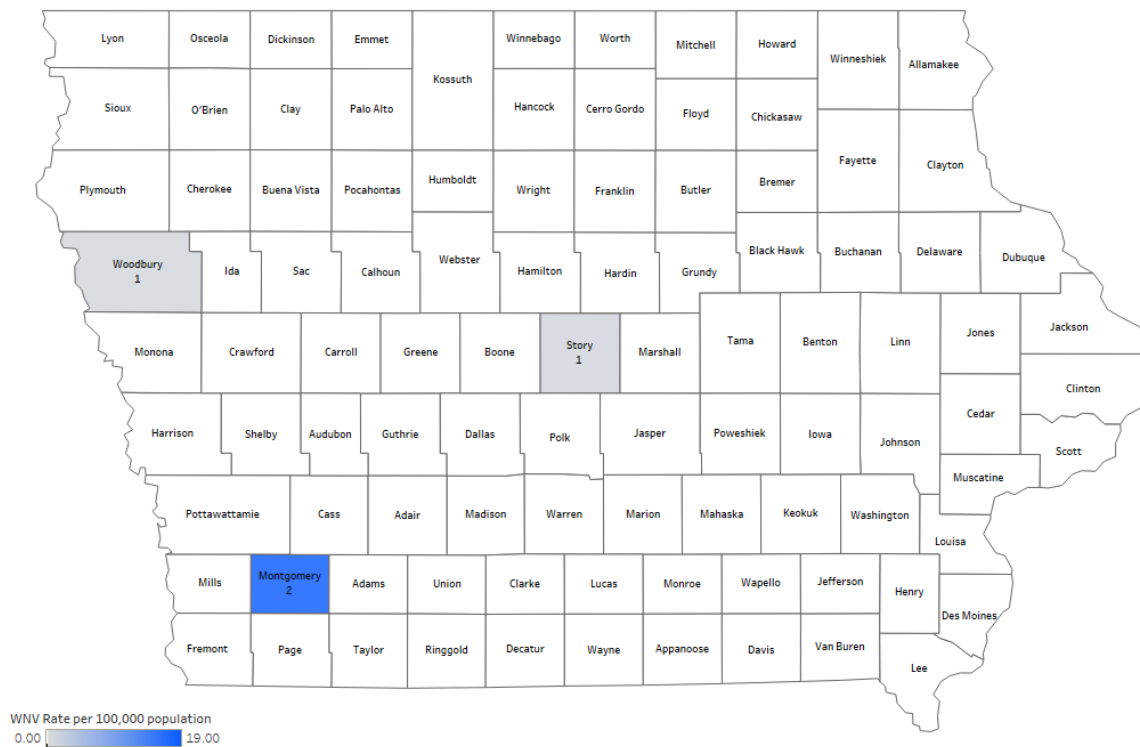 Lyon
Osceola
Dickinson
Emmet
Kossuth
Winnebago
Worth
Mitchell
Howard
Winneshiek
Allamakee
Sioux
O'Brien
Clay
Palo Alto
Hancock
Cerro Gordo
Floyd
Chickasaw
Fayette
Clayton
Plymouth
Cherokee
Buena Vista
Pocahontas
Humboldt
Wright
Franklin
Butler
Bremer
Woodbury
1
Ida
Sac
Calhoun
Webster
Hamilton
Hardin
Grundy
Black Hawk
Buchanan
Delaware
Dubuque
Monona
Crawford
Carroll
Greene
Boone
Story
1
Marshall
Tama
Benton
Linn
Jones
Jackson
Clinton
Harrison
Shelby
Audubon
Guthrie
Dallas
Polk
Jasper
Poweshiek
Iowa
Johnson
Cedar
Scott
Muscatine
Pottawattamie
Cass
Adair
Madison
Warren
Marion
Mahaska
Keokuk
Washington
Louisa
Mills
Montgomery
2
Adams
Union
Clarke
Lucas
Monroe
Wapello
Jefferson
Henry
Des Moines
Fremont
Page
Taylor
Ringgold
Decatur
Wayne
Appanoose
Davis
Van Buren
Lee
WNV Rate per 100,000 population
0.00 19.00